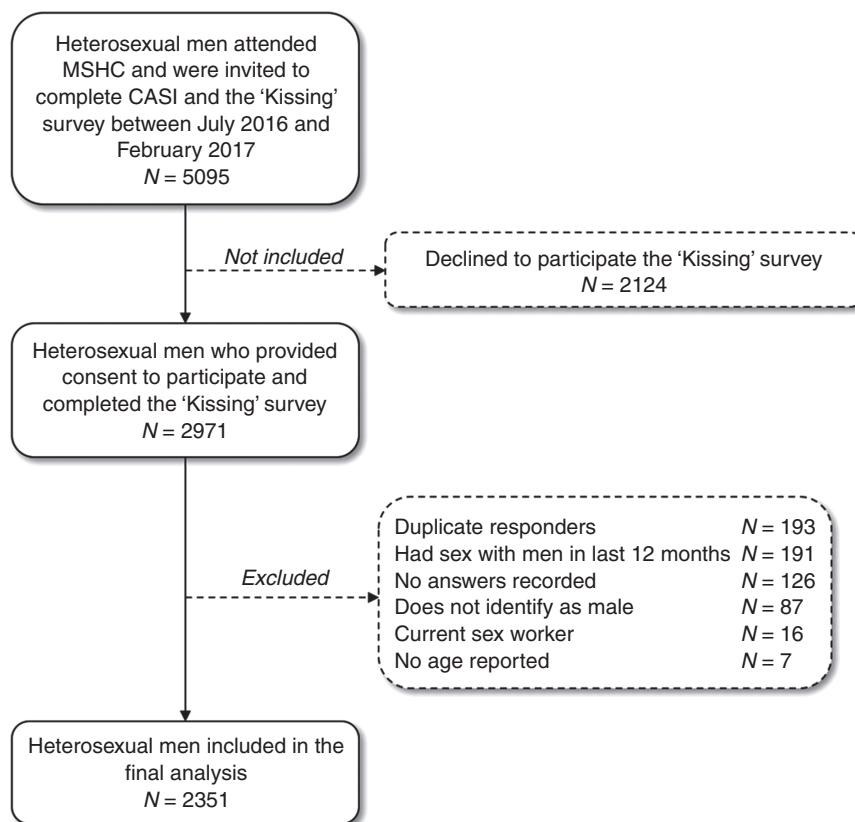 Heterosexual men attended
MSHC and were invited to
complete CASI and the ‘Kissing’
survey between July 2016 and
February 2017
N = 5095
Not included
Declined to participate the ‘Kissing’ survey
N = 2124
Heterosexual men who provided
consent to participate and
completed the ‘Kissing’ survey
N = 2971
Excluded
Duplicate responders N = 193
Had sex with men in last 12 months N = 191
No answers recorded N = 126
Does not identify as male N = 87
Current sex worker N = 16
No age reported N = 7
Heterosexual men included in the
final analysis
N = 2351